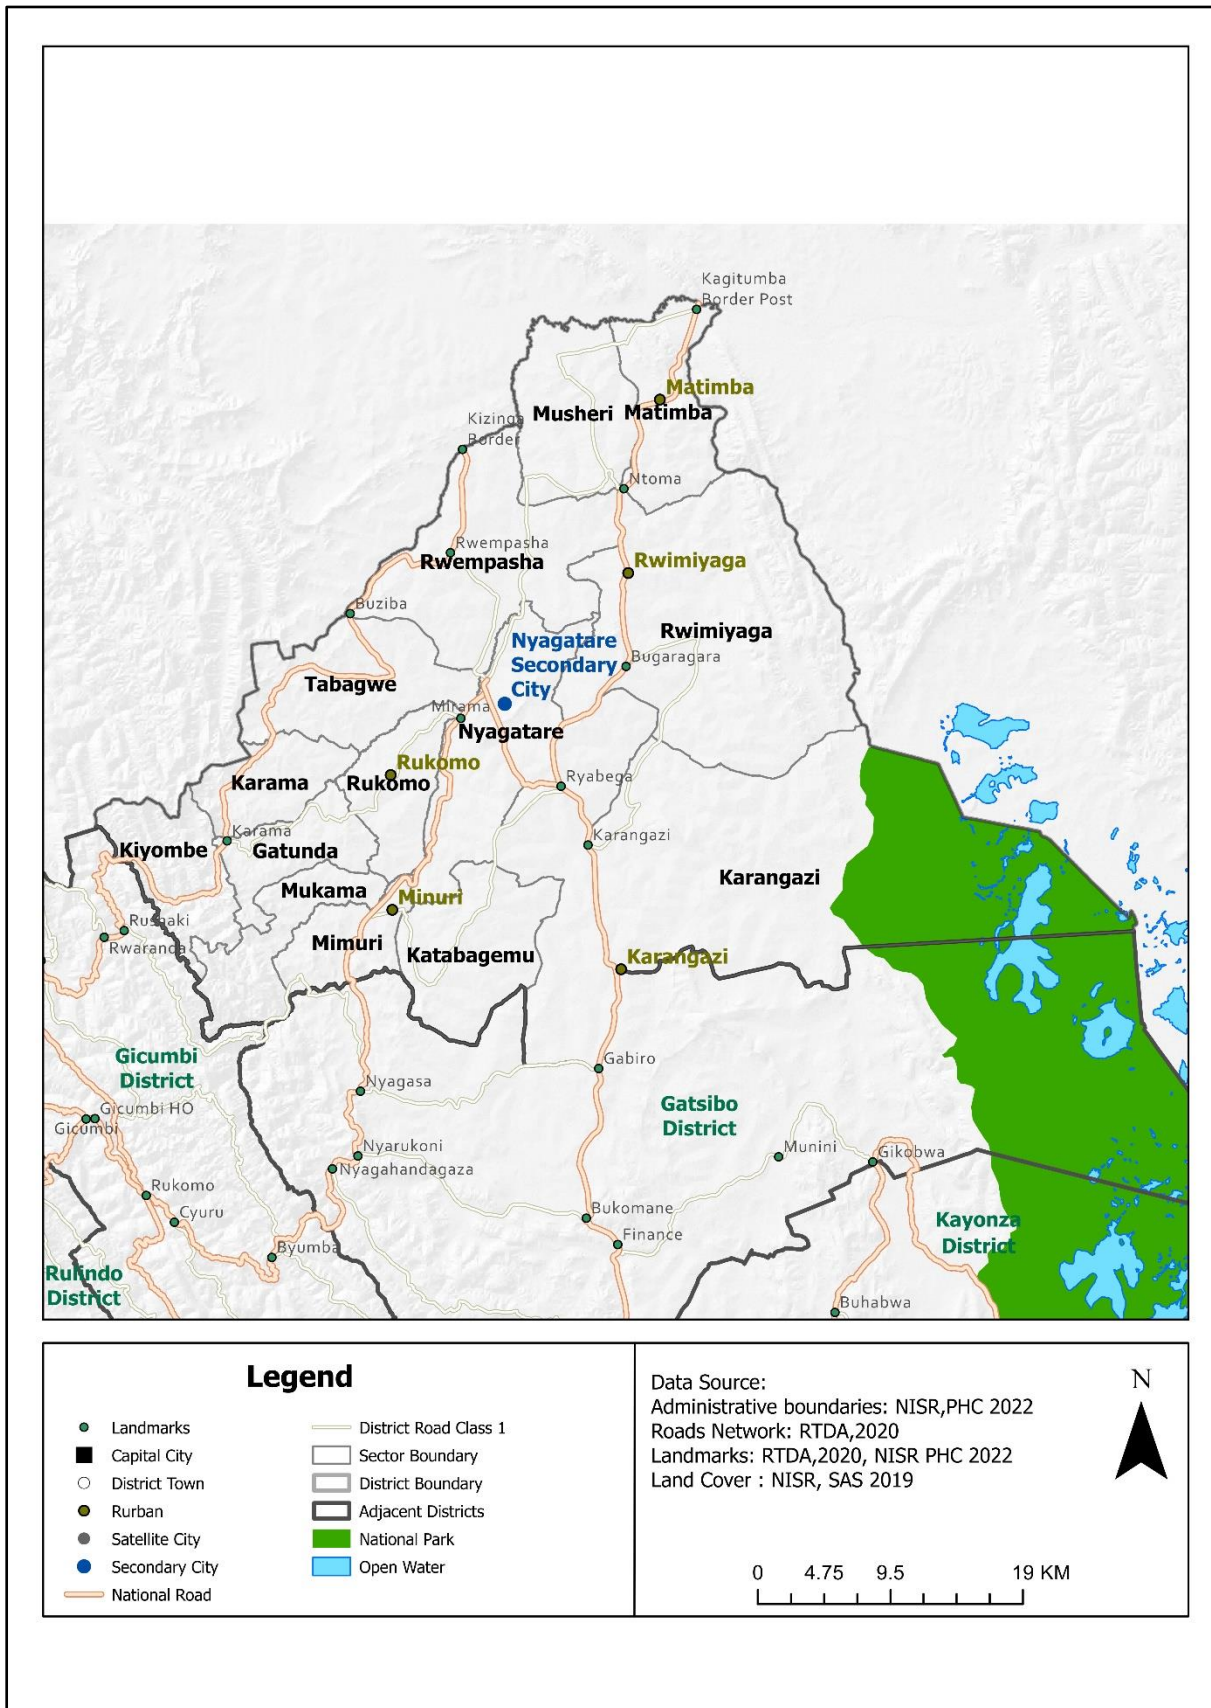 Kagitumba
Border Post
Matimba
Musheri
Matimba
Kizinga
Border
Ntoma
Rwempasha
Rwempasha
Rwimiyaga
Buziba
Rwimiyaga
Nyagatare
Secondary
City
Bugaragara
Tabagwe
Mirama
Nyagatare
Rukomo
Rukomo
Ryabega
Karama
Karama
Karangazi
Kiyombe
Gatunda
Karangazi
Mukama
Minuri
Rushaki
Rwaranda
Mimuri
Katabagemu
Karangazi
Gicumbi
District
Gabiro
Nyagasa
Gatsibo
District
Gicumbi HO
Gicumbi
Nyarukoni
Nyagahandagaza
Munini
Gikobwa
Rukomo
Cyuru
Bukomane
Finance
Kayonza
District
Byumba
Rulindo
District
Buhabwa
Legend
Landmarks
Capital City
District Town
Rurban
Satellite City
Secondary City
National Road
District Road Class 1
Sector Boundary
District Boundary
Adjacent Districts
National Park
Open Water
Data Source:
Administrative boundaries: NISR,PHC 2022
Roads Network: RTDA,2020
Landmarks: RTDA,2020, NISR PHC 2022
Land Cover : NISR, SAS 2019
N
0 4.75 9.5 19 KM